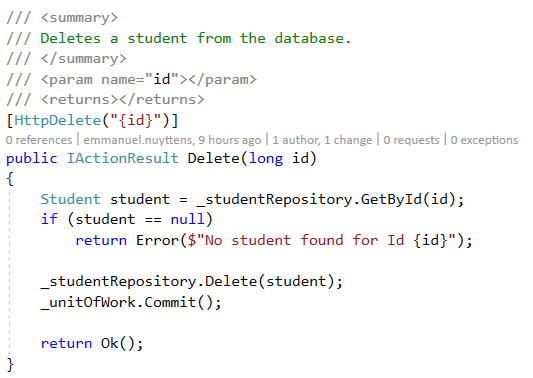 /// <summary>
/// Deletes a student from the database.
/// </summary>
/// <param name="id"></param>
/// <returns></returns>
[HttpDelete("{id}")]
0 references | emmanuel.nuyttens, 9 hours ago | 1 author, 1 change | 0 requests | 0 exceptions
public IActionResult Delete(long id)
{
    Student student = _studentRepository.GetById(id);
    if (student == null)
        return Error($"No student found for Id {id}");

    _studentRepository.Delete(student);
    _unitOfWork.Commit();

    return Ok();
}